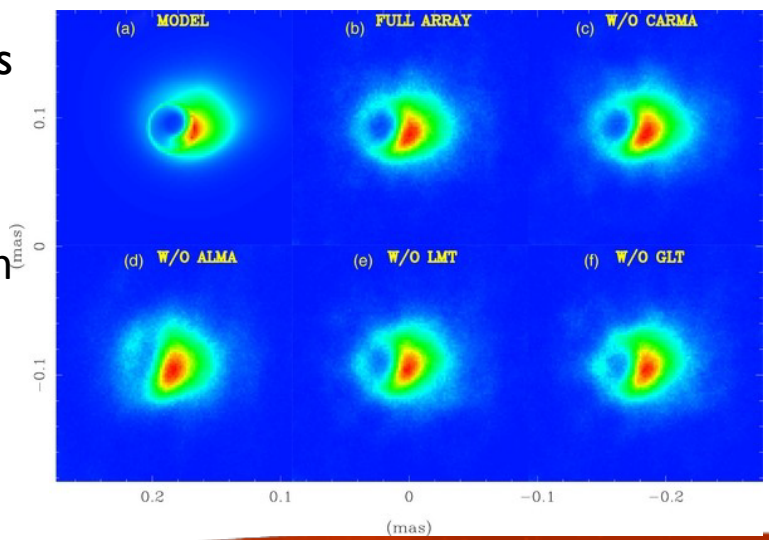 (a) MODEL
(b) FULL ARRAY
(c) W/O CARMA
s
0.1
0
(mas)
n
(d) W/O ALMA
(e) W/O LMT
(f) W/O GLT
−0.1
0.2 0.1 0 −0.1 −0.2
(mas)